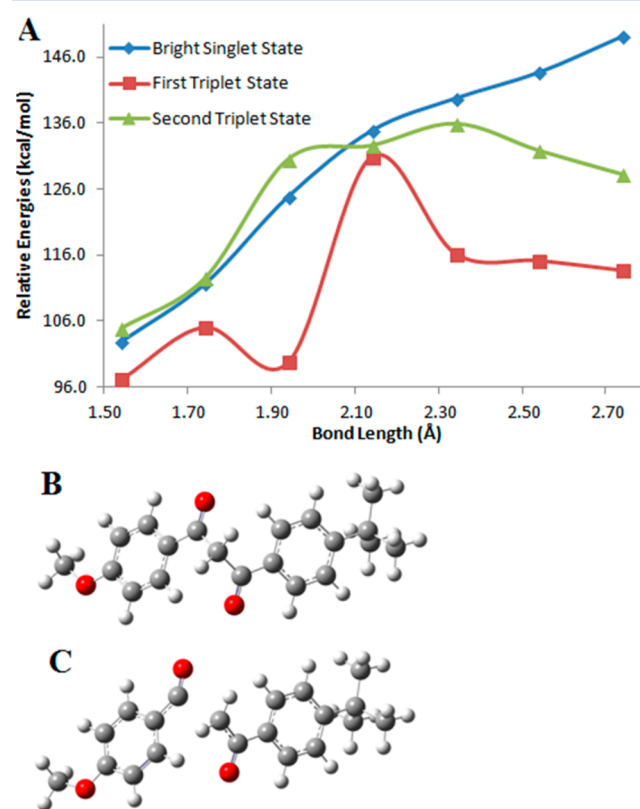 A
Relative Energies (kcal/mol)
146.0
136.0
126.0
116.0
106.0
96.0
Bright Singlet State
First Triplet State
Second Triplet State
1.50 1.70 1.90 2.10 2.30 2.50 2.70
Bond Length (Å)
B
C